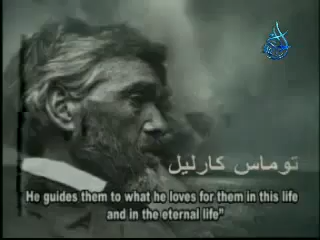 توماس كارليل
He guides them to what he loves for them in this life
and in the eternal life"